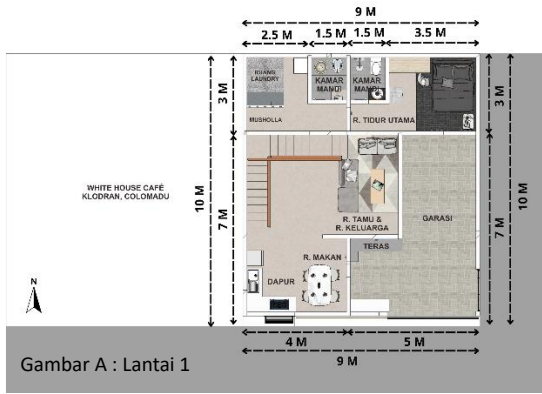 9 M
2.5 M
1.5 M
1.5 M
3.5 M
RUANG
LAUNDRY
KAMAR
MANDI
KAMAR
MANDI
3 M
3 M
MUSHOLLA
R. TIDUR UTAMA
WHITE HOUSE CAFÉ
KLODRAN, COLOMADU
10 M
10 M
7 M
7 M
R. TAMU &
R. KELUARGA
GARASI
TERAS
R. MAKAN
DAPUR
N
4 M
5 M
9 M
Gambar A : Lantai 1